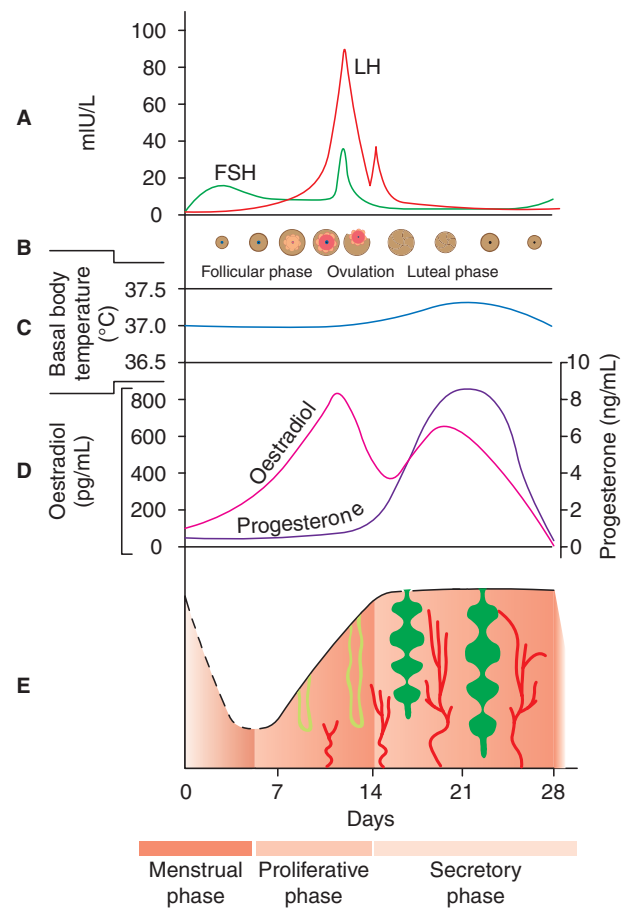 A
mIU/L
100
80
60
40
20
0
LH
FSH
B
Follicular phase Ovulation Luteal phase
C
Basal body
temperature
(°C)
37.5
37.0
36.5
D
Oestradiol
(pg/mL)
800
600
400
200
0
Oestradiol
Progesterone
10
8
6
4
2
0
Progesterone (ng/mL)
E
0 7 14 21 28
Days
Menstrual
phase
Proliferative
phase
Secretory
phase